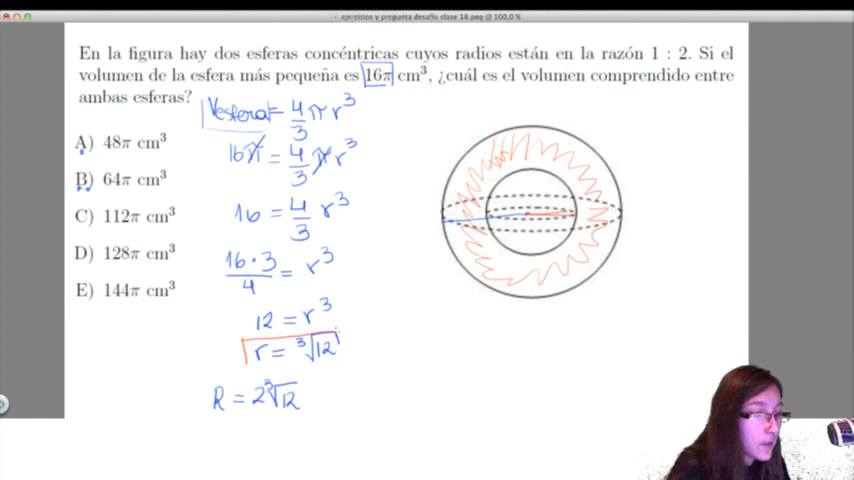 ejercicios y pregunta desafío clase 18.png @ 100,0 %
En la figura hay dos esferas concéntricas cuyos radios están en la razón 1 : 2. Si el
volumen de la esfera más pequeña es 16π cm³, ¿cuál es el volumen comprendido entre
ambas esferas?
A) 48π cm³
B) 64π cm³
C) 112π cm³
D) 128π cm³
E) 144π cm³
Vesfera = 4/3 π r³
16π = 4/3 π r³
16 = 4/3 r³
16 · 3 / 4 = r³
12 = r³
r = ³√12
R = 2³√12